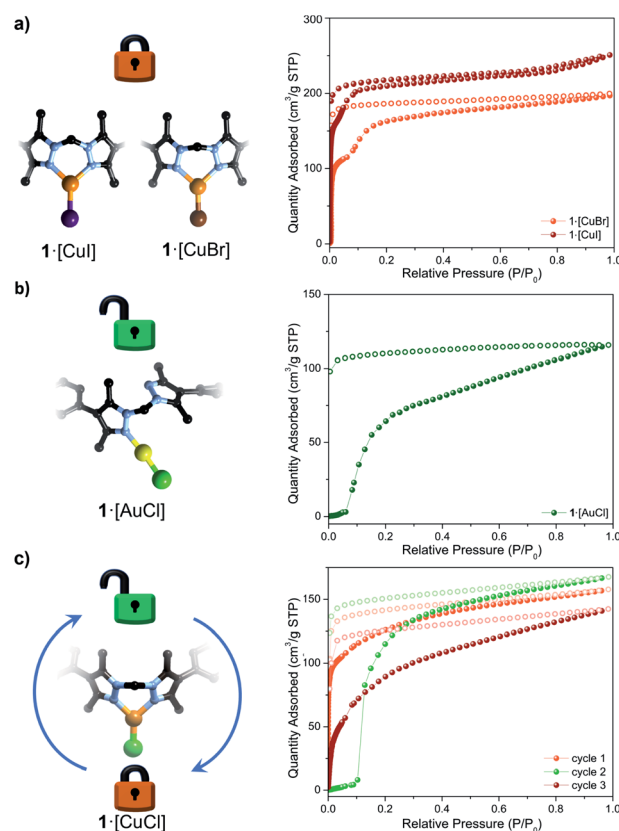 a)
1·[CuI]
1·[CuBr]
Quantity Adsorbed (cm³/g STP)
300
200
100
0
0.0 0.2 0.4 0.6 0.8 1.0
Relative Pressure (P/P₀)
1·[CuBr]
1·[CuI]
b)
1·[AuCl]
Quantity Adsorbed (cm³/g STP)
150
100
50
0
0.0 0.2 0.4 0.6 0.8 1.0
Relative Pressure (P/P₀)
1·[AuCl]
c)
1·[CuCl]
Quantity Adsorbed (cm³/g STP)
150
100
50
0
0.0 0.2 0.4 0.6 0.8 1.0
Relative Pressure (P/P₀)
cycle 1
cycle 2
cycle 3